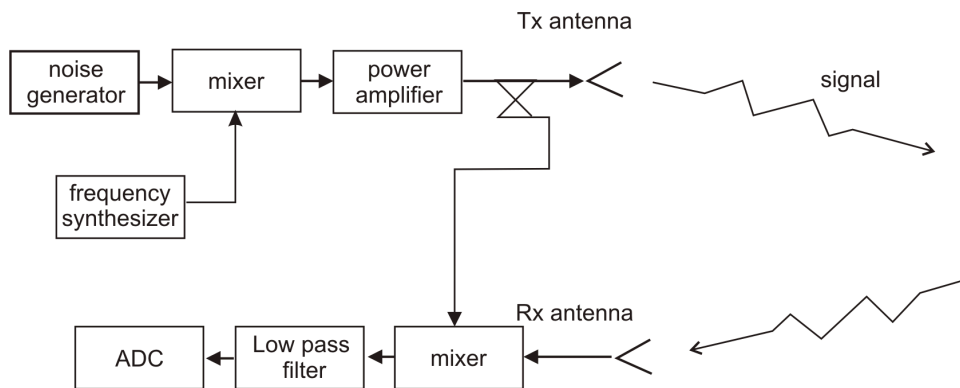 Tx antenna
noise
generator
mixer
power
amplifier
signal
frequency
synthesizer
Rx antenna
ADC
Low pass
filter
mixer